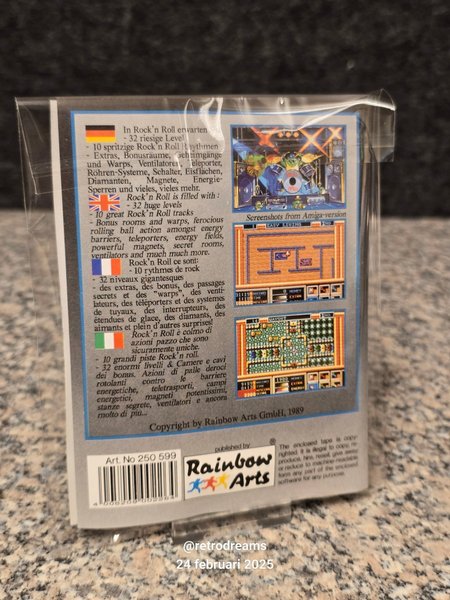 In Rock'n Roll erwarten
- 32 riesige Level
- 10 spritzige Rock'n Roll Rhythmen
- Extras, Bonusräume,
und Warps, Ventilatoren, Teleporter,
Röhren-Systeme, Schalter, Eisflächen,
Diamanten, Magnete, Energie-
Sperren und vieles, vieles mehr.
Rock'n Roll is filled with :
- 32 huge levels
- 10 great Rock'n Roll tracks
- Bonus rooms and warps, ferocious
rolling ball action amongst energy
barriers, teleporters, energy fields,
powerful magnets, secret rooms,
ventilators and much much more.
Rock'n Roll ce sont:
- 10 rythmes de rock
- 32 niveaux gigantesques
- des extras, des bonus, des passages
secrets et des "warps", des venti-
lateurs, des téléporters et des systèmes
de tuyaux, des interrupteurs, des
étendues de glace, des diamants, des
aimants et plein d'autres surprises!
Rock'n Roll è colmo di
azioni pazzo che sono
sicuramente uniche.
- 10 grandi piste Rock'n roll.
- 32 enormi livelli & Camere e cavi
dei bonus. Azioni di palle
rotolanti contro le barriere
energetiche, teletrasporti, campi
energetici, magneti potentissimi,
stanze segrete, ventilatori e ancora
molto di piú...
Screenshots from Amiga-version
Copyright by Rainbow Arts GmbH, 1989
Art. No 250 599
published by
Rainbow
Arts
®
The enclosed tape is copy-
righted. It is illegal to copy, re-
produce, hire, resell, give away
or reduce to machine-readable
form any part of the enclosed
software for any purpose.
@retrodreams
24 februari 2025